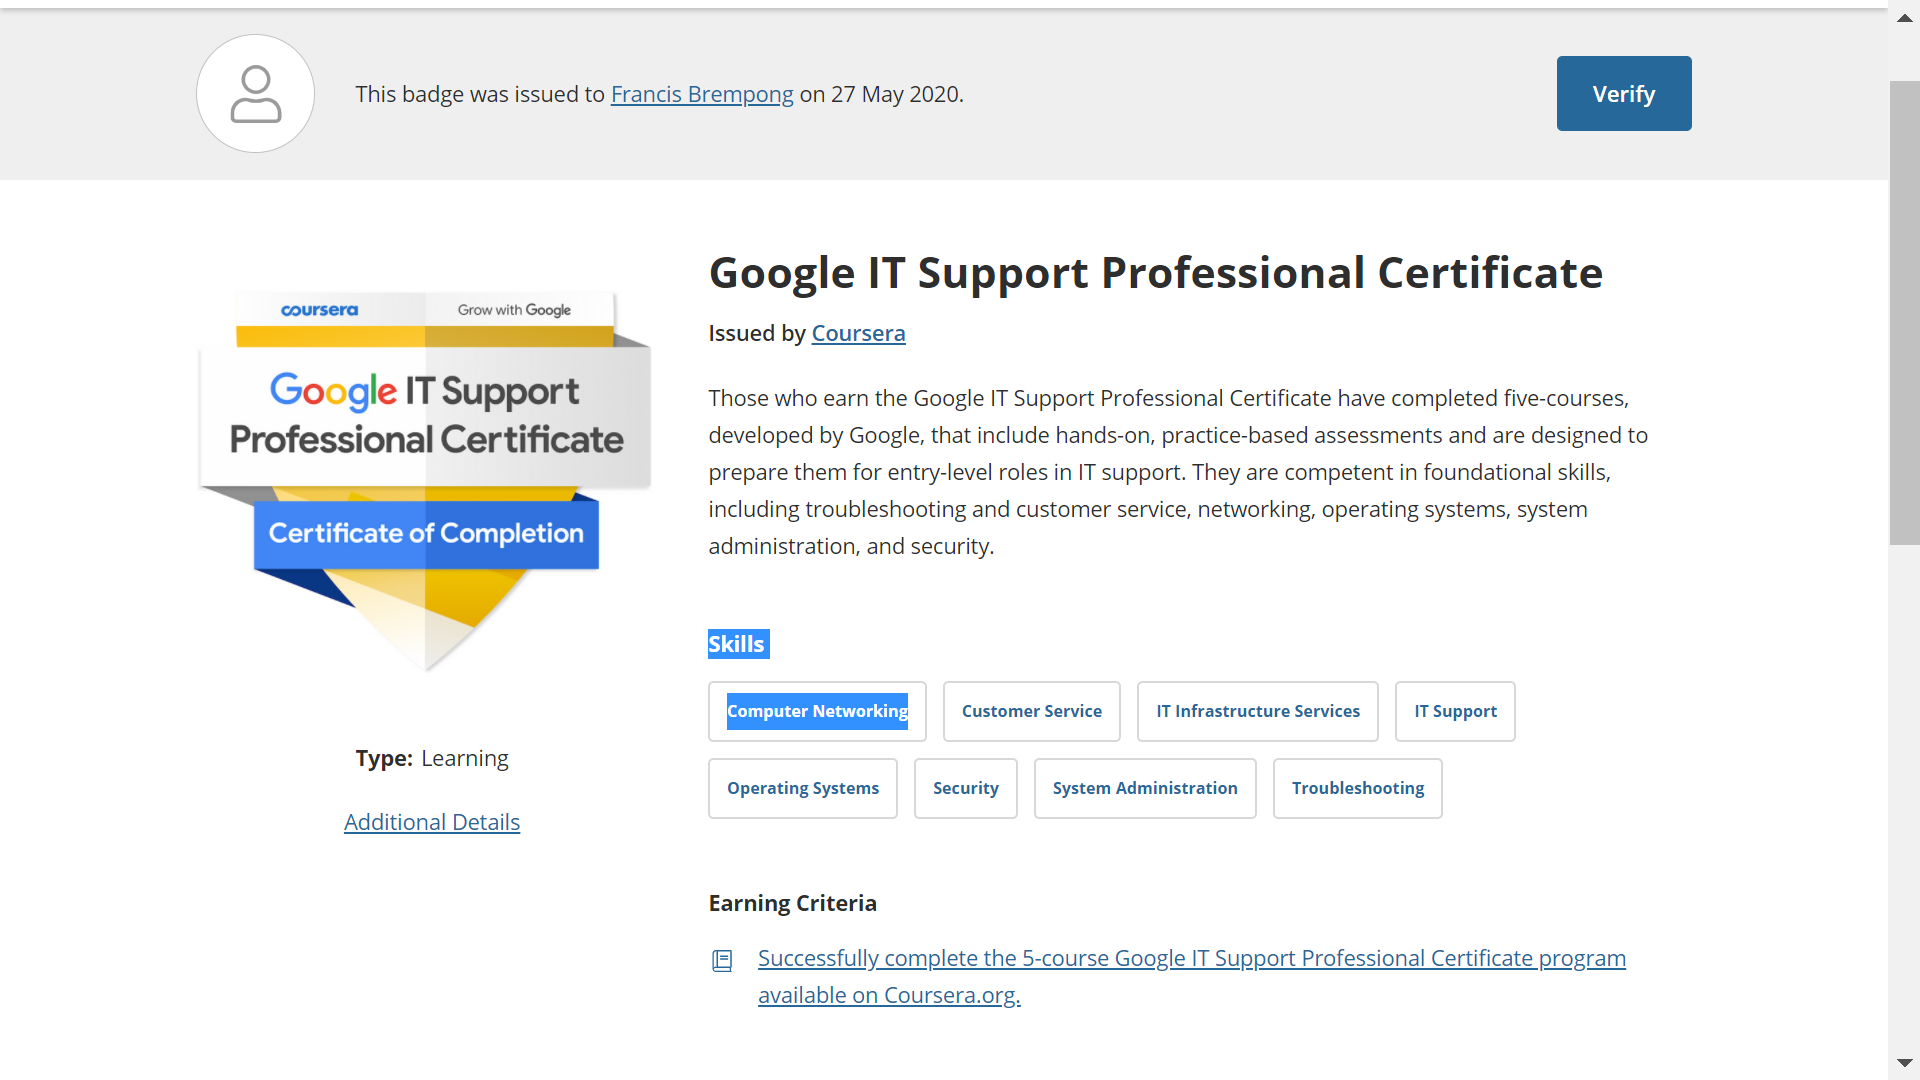 This badge was issued to Francis Brempong on 27 May 2020.
Verify
coursera
Grow with Google
Google IT Support
Professional Certificate
Certificate of Completion
Type: Learning
Additional Details
Google IT Support Professional Certificate
Issued by Coursera
Those who earn the Google IT Support Professional Certificate have completed five-courses,
developed by Google, that include hands-on, practice-based assessments and are designed to
prepare them for entry-level roles in IT support. They are competent in foundational skills,
including troubleshooting and customer service, networking, operating systems, system
administration, and security.
Skills
Computer Networking
Customer Service
IT Infrastructure Services
IT Support
Operating Systems
Security
System Administration
Troubleshooting
Earning Criteria
Successfully complete the 5-course Google IT Support Professional Certificate program
available on Coursera.org.